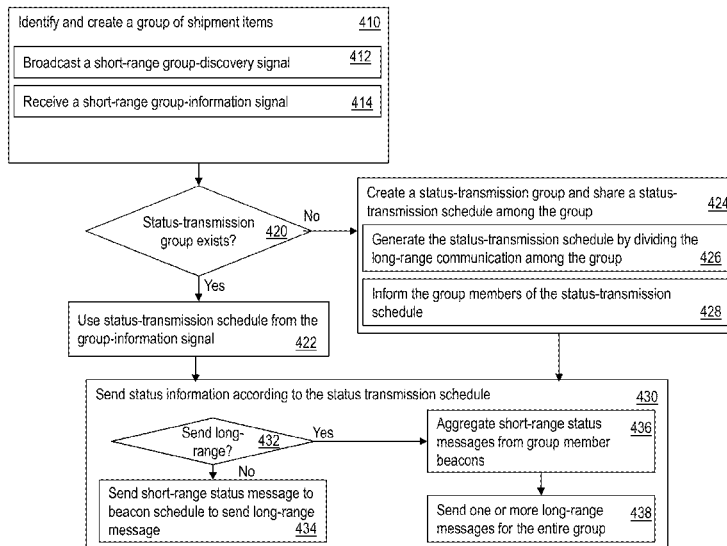 Identify and create a group of shipment items 410
Broadcast a short-range group-discovery signal 412
Receive a short-range group-information signal 414
Status-transmission
group exists? 420
No
Yes
Create a status-transmission group and share a status-
transmission schedule among the group 424
Generate the status-transmission schedule by dividing the
long-range communication among the group 426
Inform the group members of the status-transmission
schedule 428
Use status-transmission schedule from the
group-information signal 422
Send status information according to the status transmission schedule 430
Send long-
range? 432
Yes
No
Aggregate short-range status
messages from group member
beacons 436
Send short-range status message to
beacon schedule to send long-range
message 434
Send one or more long-range
messages for the entire group 438